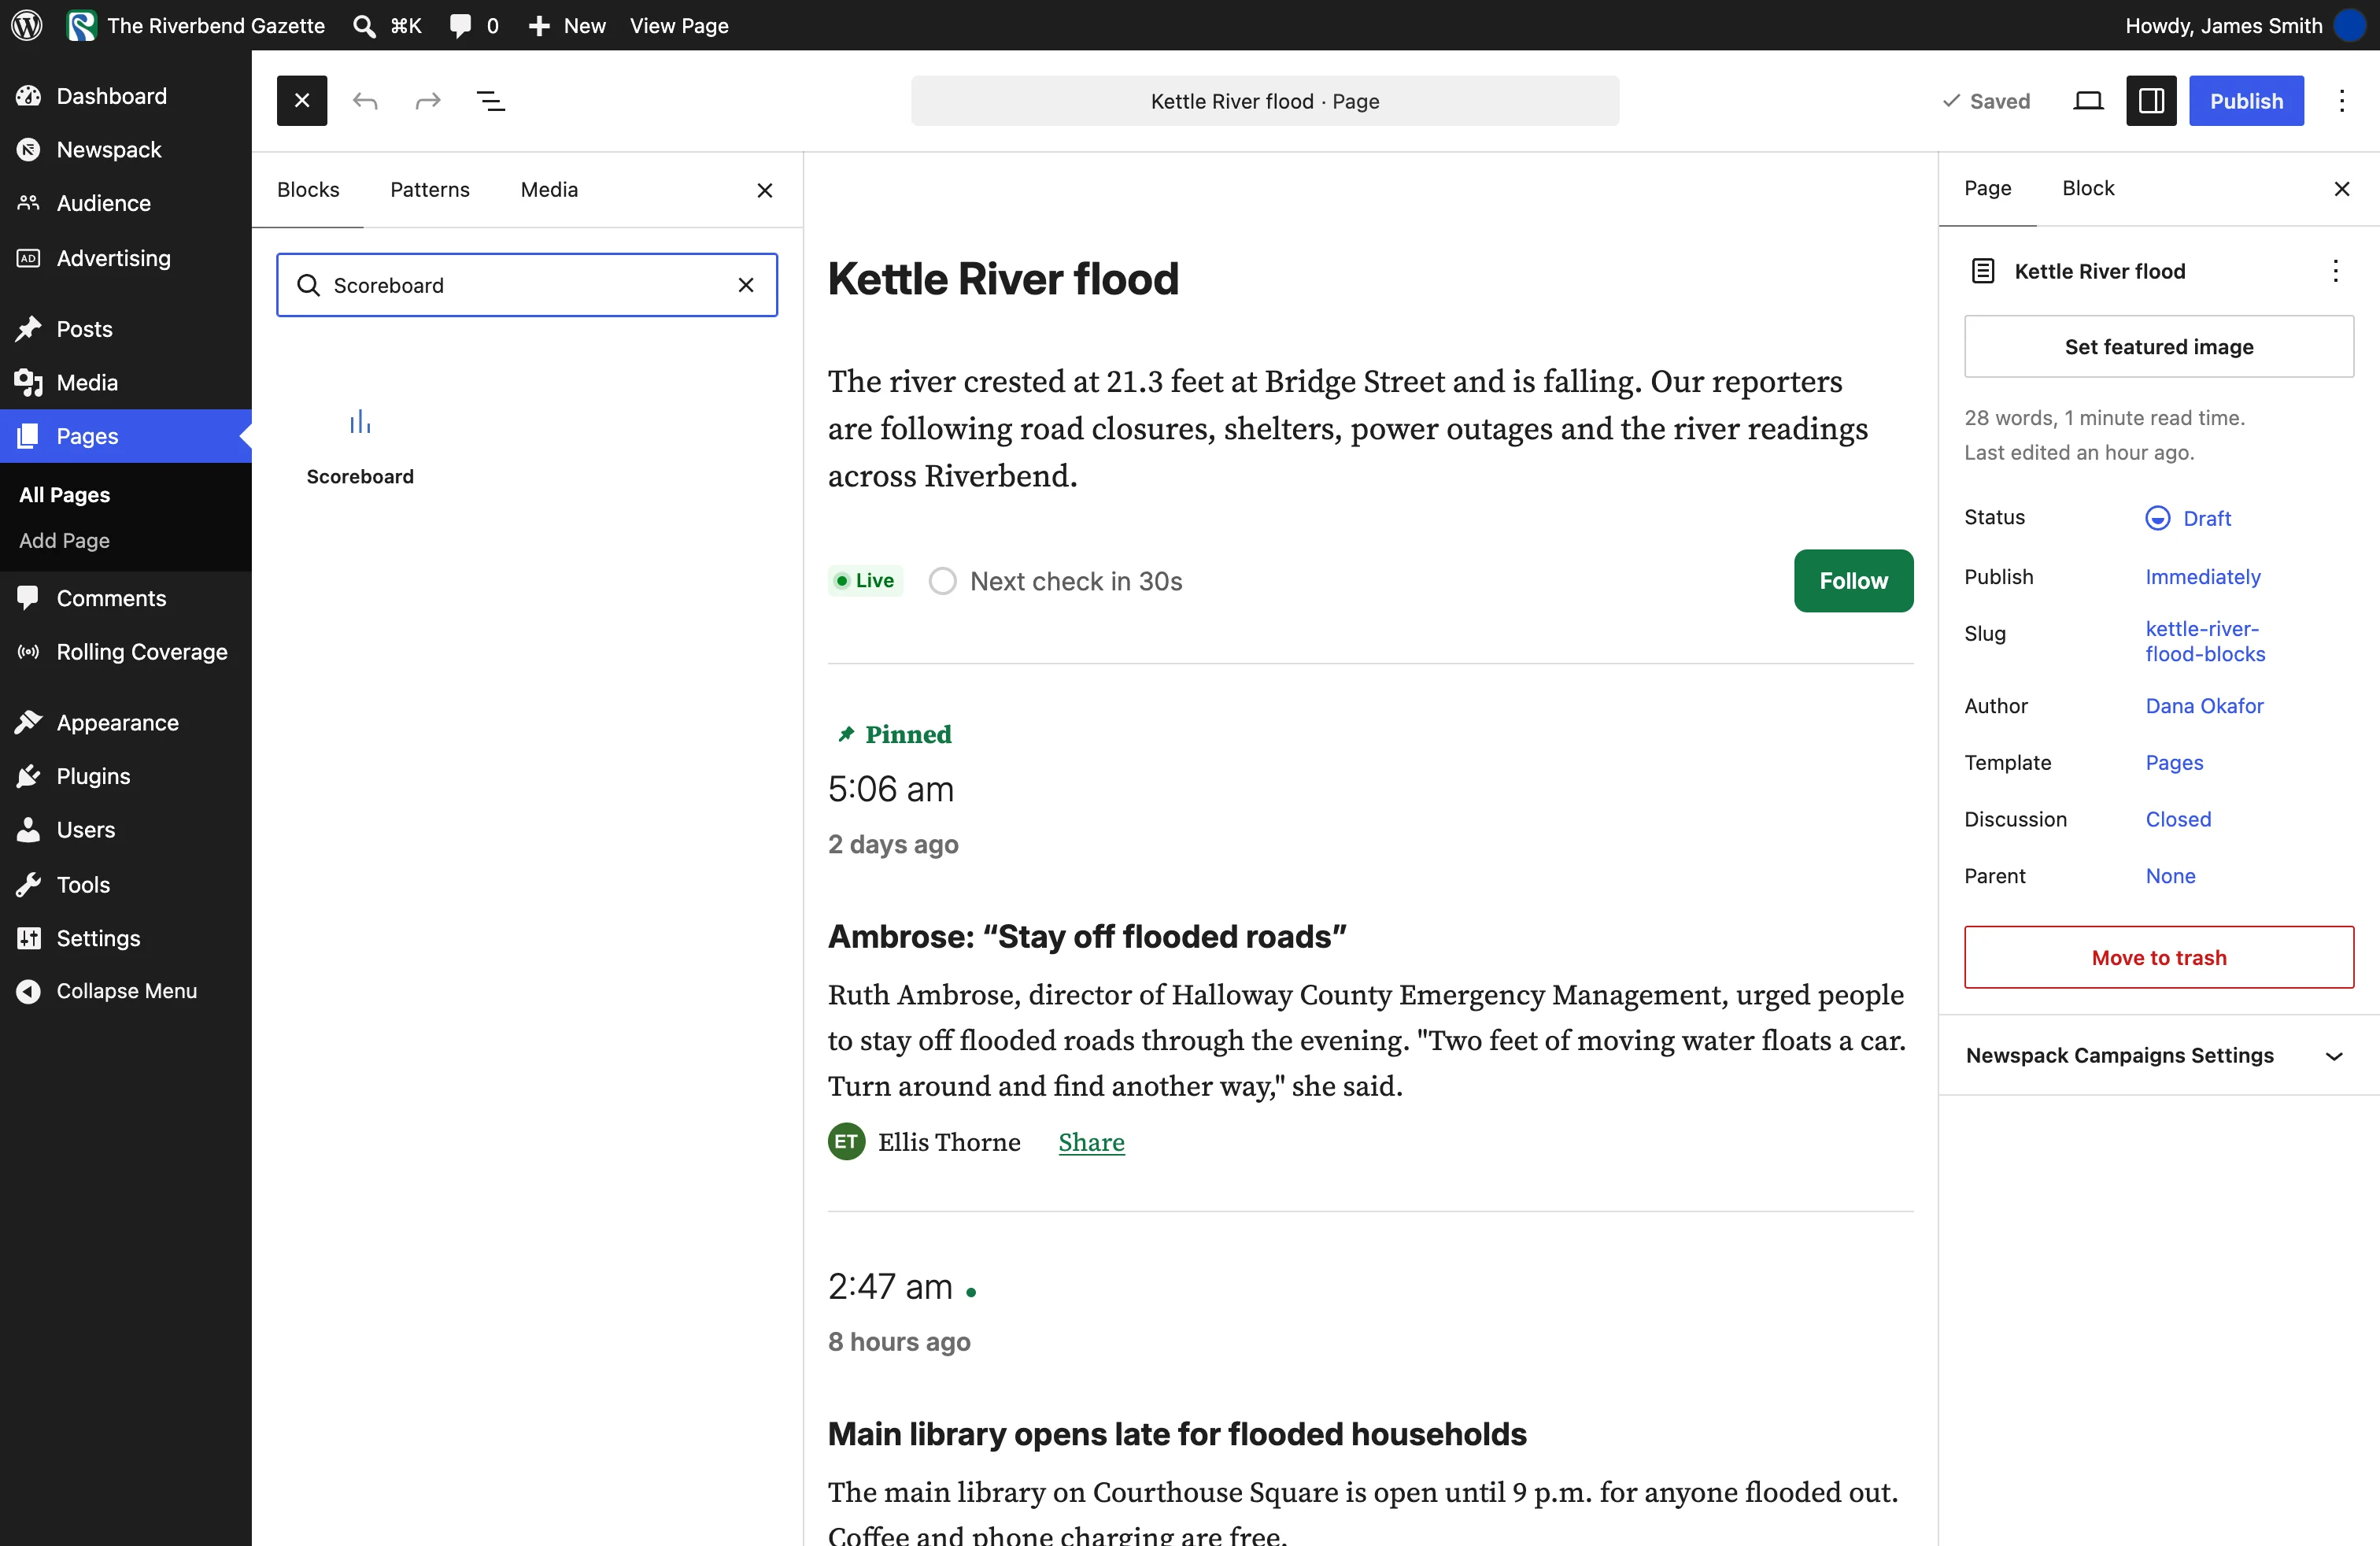 The Riverbend Gazette
⌘K
0
New
View Page
Howdy, James Smith
Dashboard
Newspack
Audience
Advertising
Posts
Media
Pages
All Pages
Add Page
Comments
Rolling Coverage
Appearance
Plugins
Users
Tools
Settings
Collapse Menu
Kettle River flood · Page
Saved
Publish
Blocks
Patterns
Media
Scoreboard
Scoreboard
Kettle River flood
The river crested at 21.3 feet at Bridge Street and is falling. Our reporters
are following road closures, shelters, power outages and the river readings
across Riverbend.
Live
Next check in 30s
Follow
Pinned
5:06 am
2 days ago
Ambrose: “Stay off flooded roads”
Ruth Ambrose, director of Halloway County Emergency Management, urged people
to stay off flooded roads through the evening. "Two feet of moving water floats a car.
Turn around and find another way," she said.
ET
Ellis Thorne
Share
2:47 am
8 hours ago
Main library opens late for flooded households
The main library on Courthouse Square is open until 9 p.m. for anyone flooded out.
Coffee and phone charging are free.
Page
Block
Kettle River flood
Set featured image
28 words, 1 minute read time.
Last edited an hour ago.
Status
Draft
Publish
Immediately
Slug
kettle-river-
flood-blocks
Author
Dana Okafor
Template
Pages
Discussion
Closed
Parent
None
Move to trash
Newspack Campaigns Settings